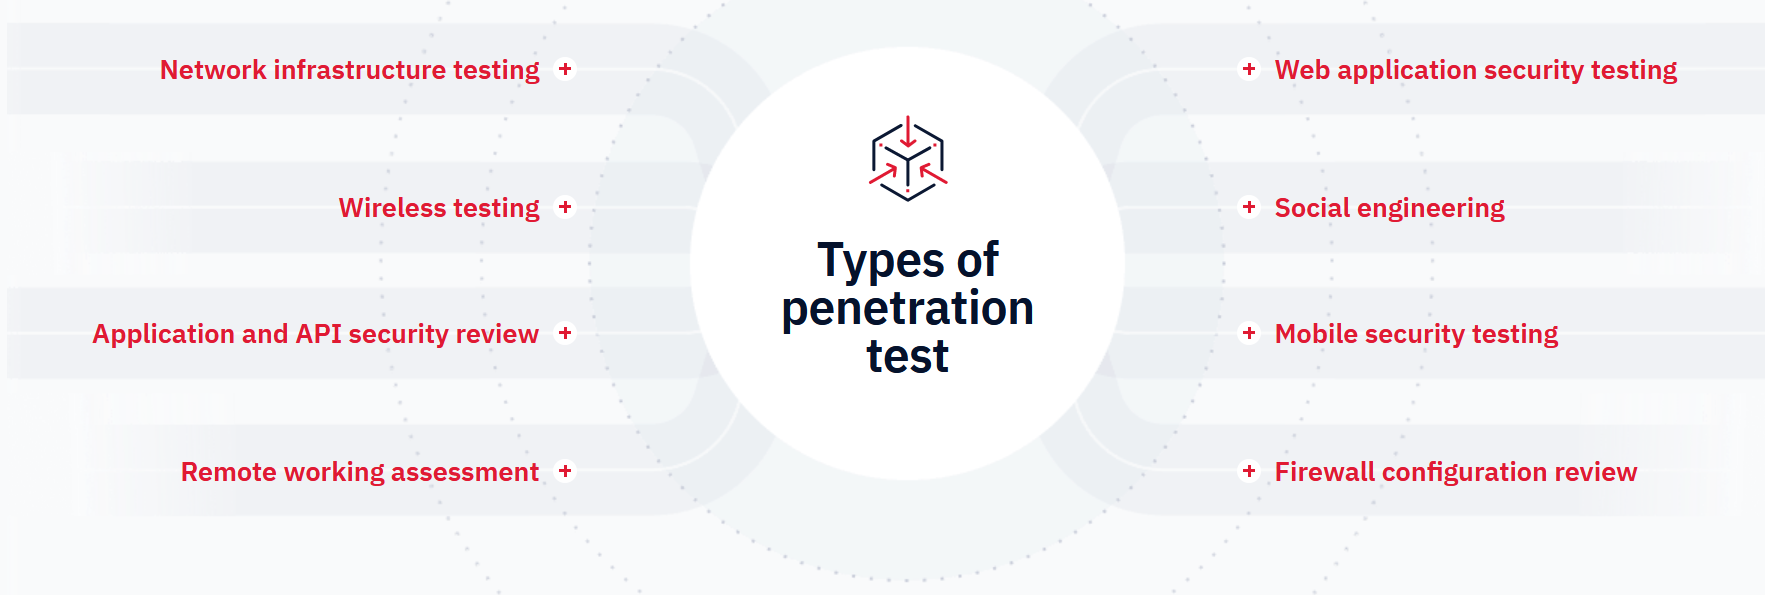 Network infrastructure testing
Wireless testing
Application and API security review
Remote working assessment
Types of
penetration
test
Web application security testing
Social engineering
Mobile security testing
Firewall configuration review